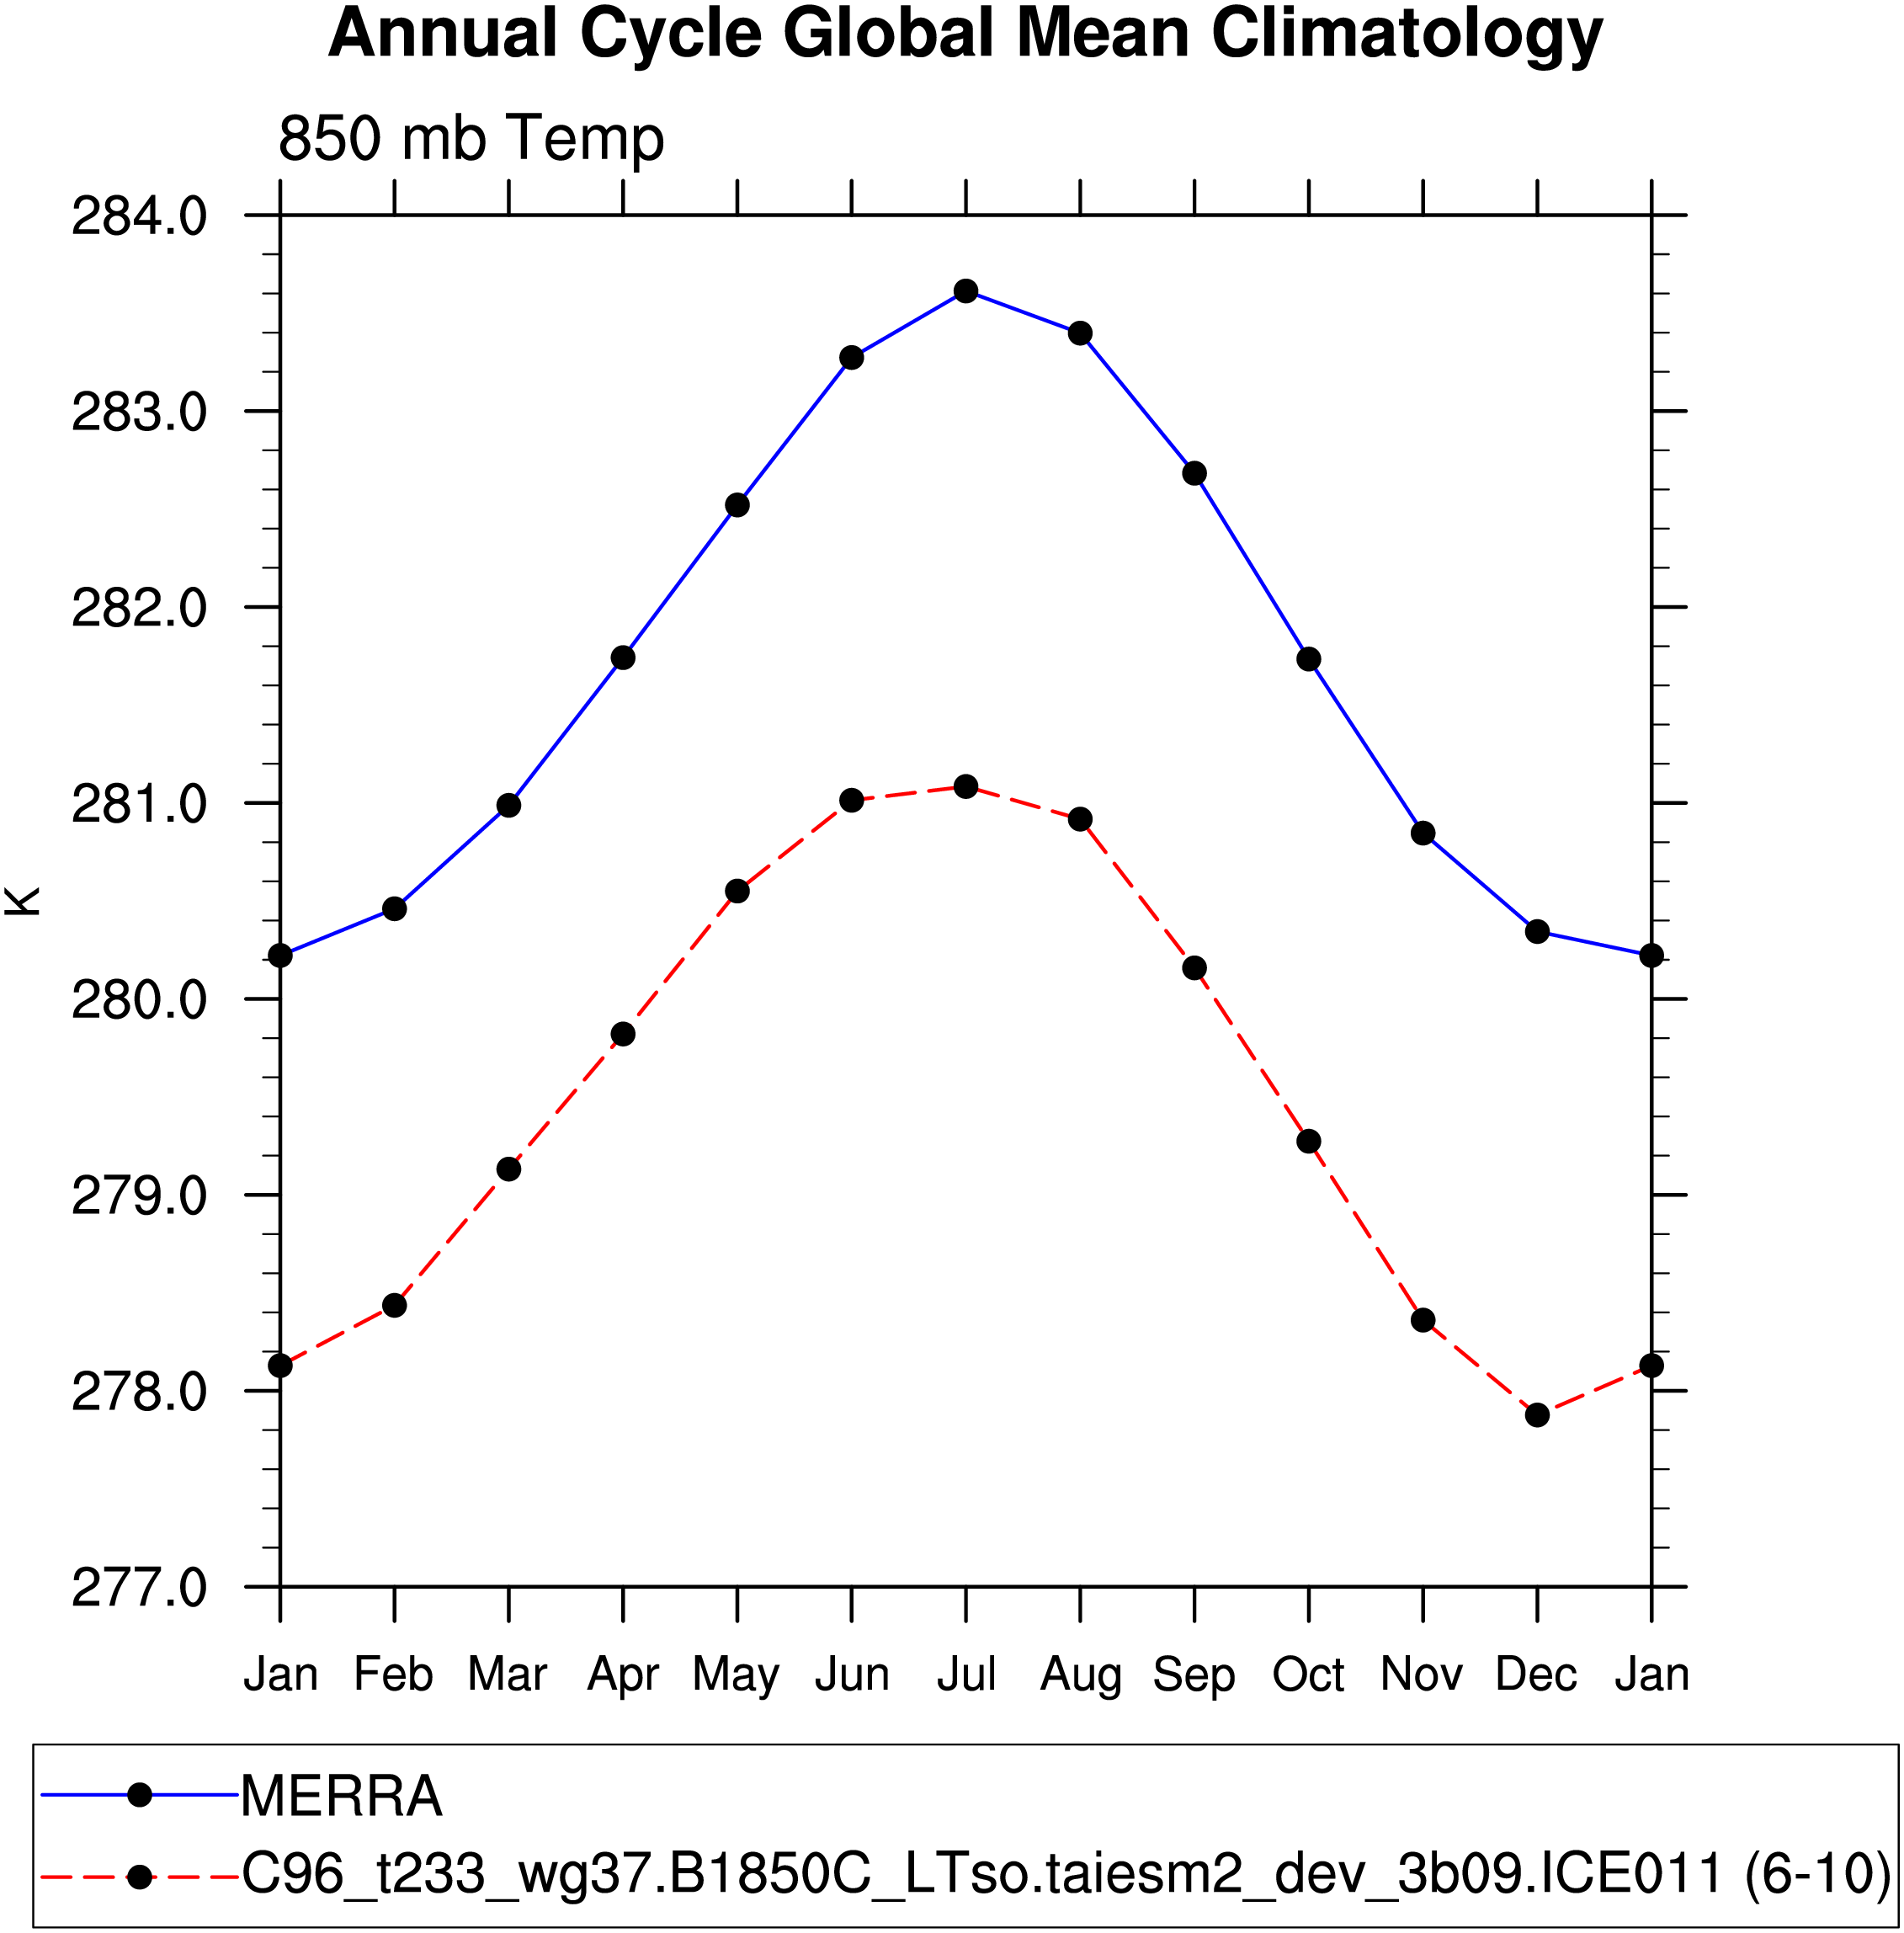 Annual Cycle Global Mean Climatology
850 mb Temp
284.0
283.0
282.0
281.0
280.0
279.0
278.0
277.0
K
Jan Feb Mar Apr May Jun Jul Aug Sep Oct Nov Dec Jan
MERRA
C96_t233_wg37.B1850C_LTso.taiesm2_dev_3b09.ICE011 (6-10)